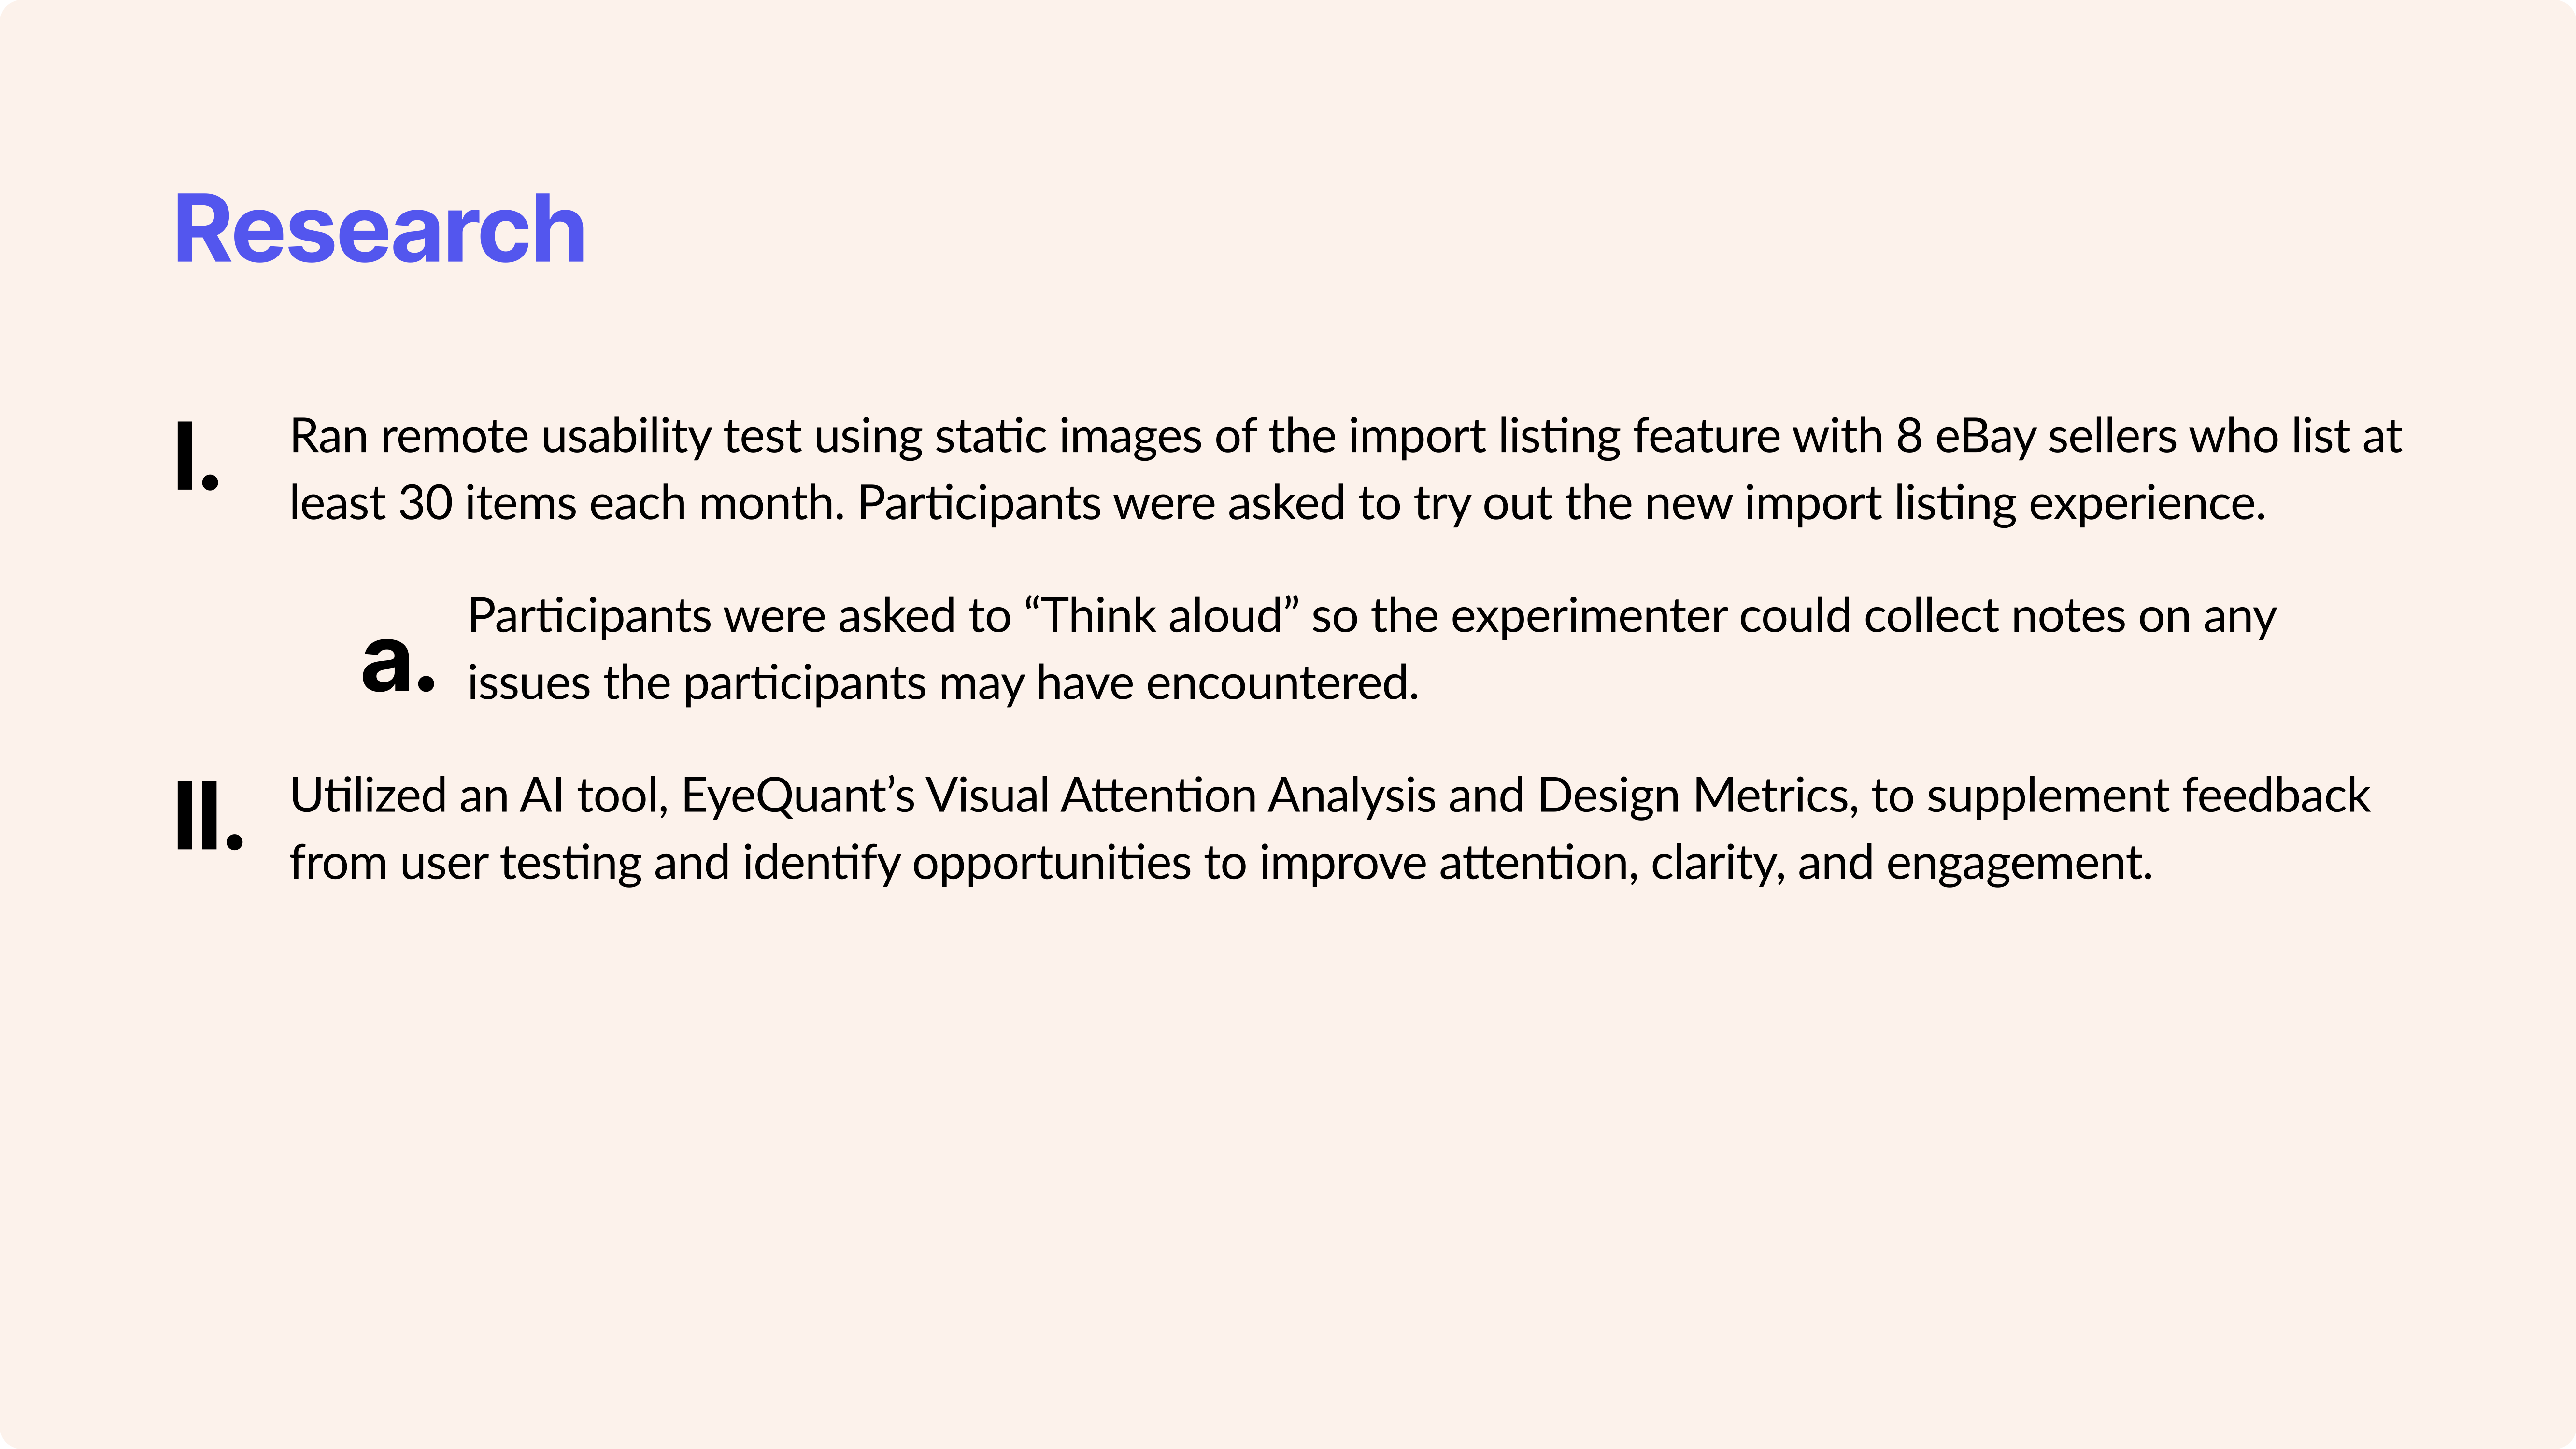 Research
I. Ran remote usability test using static images of the import listing feature with 8 eBay sellers who list at
least 30 items each month. Participants were asked to try out the new import listing experience.
a. Participants were asked to “Think aloud” so the experimenter could collect notes on any
issues the participants may have encountered.
II. Utilized an AI tool, EyeQuant’s Visual Attention Analysis and Design Metrics, to supplement feedback
from user testing and identify opportunities to improve attention, clarity, and engagement.